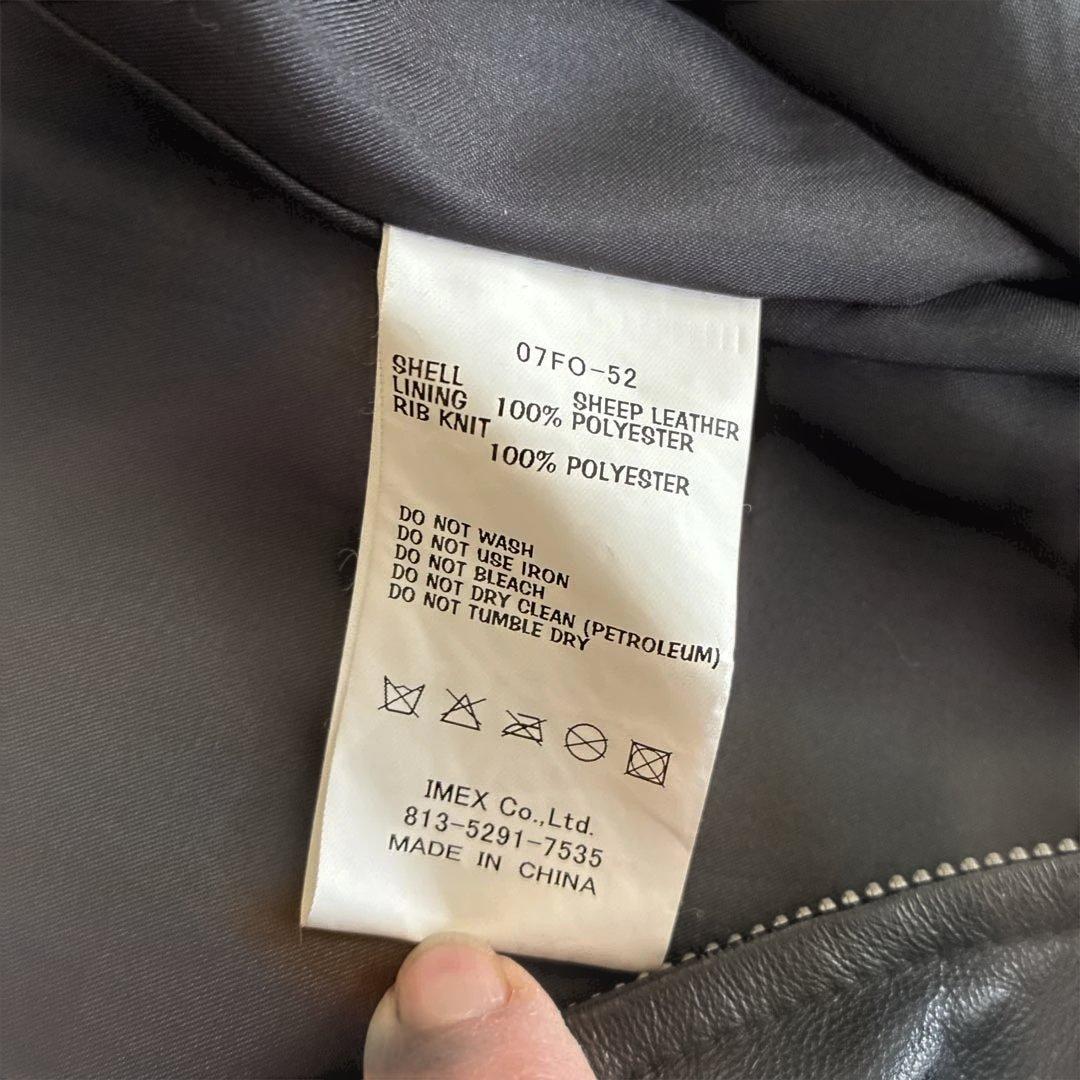 07FO-52
SHELL SHEEP LEATHER
LINING 100% POLYESTER
RIB KNIT
100% POLYESTER
DO NOT WASH
DO NOT USE IRON
DO NOT BLEACH
DO NOT DRY CLEAN (PETROLEUM)
DO NOT TUMBLE DRY
IMEX Co.,Ltd.
813-5291-7535
MADE IN CHINA